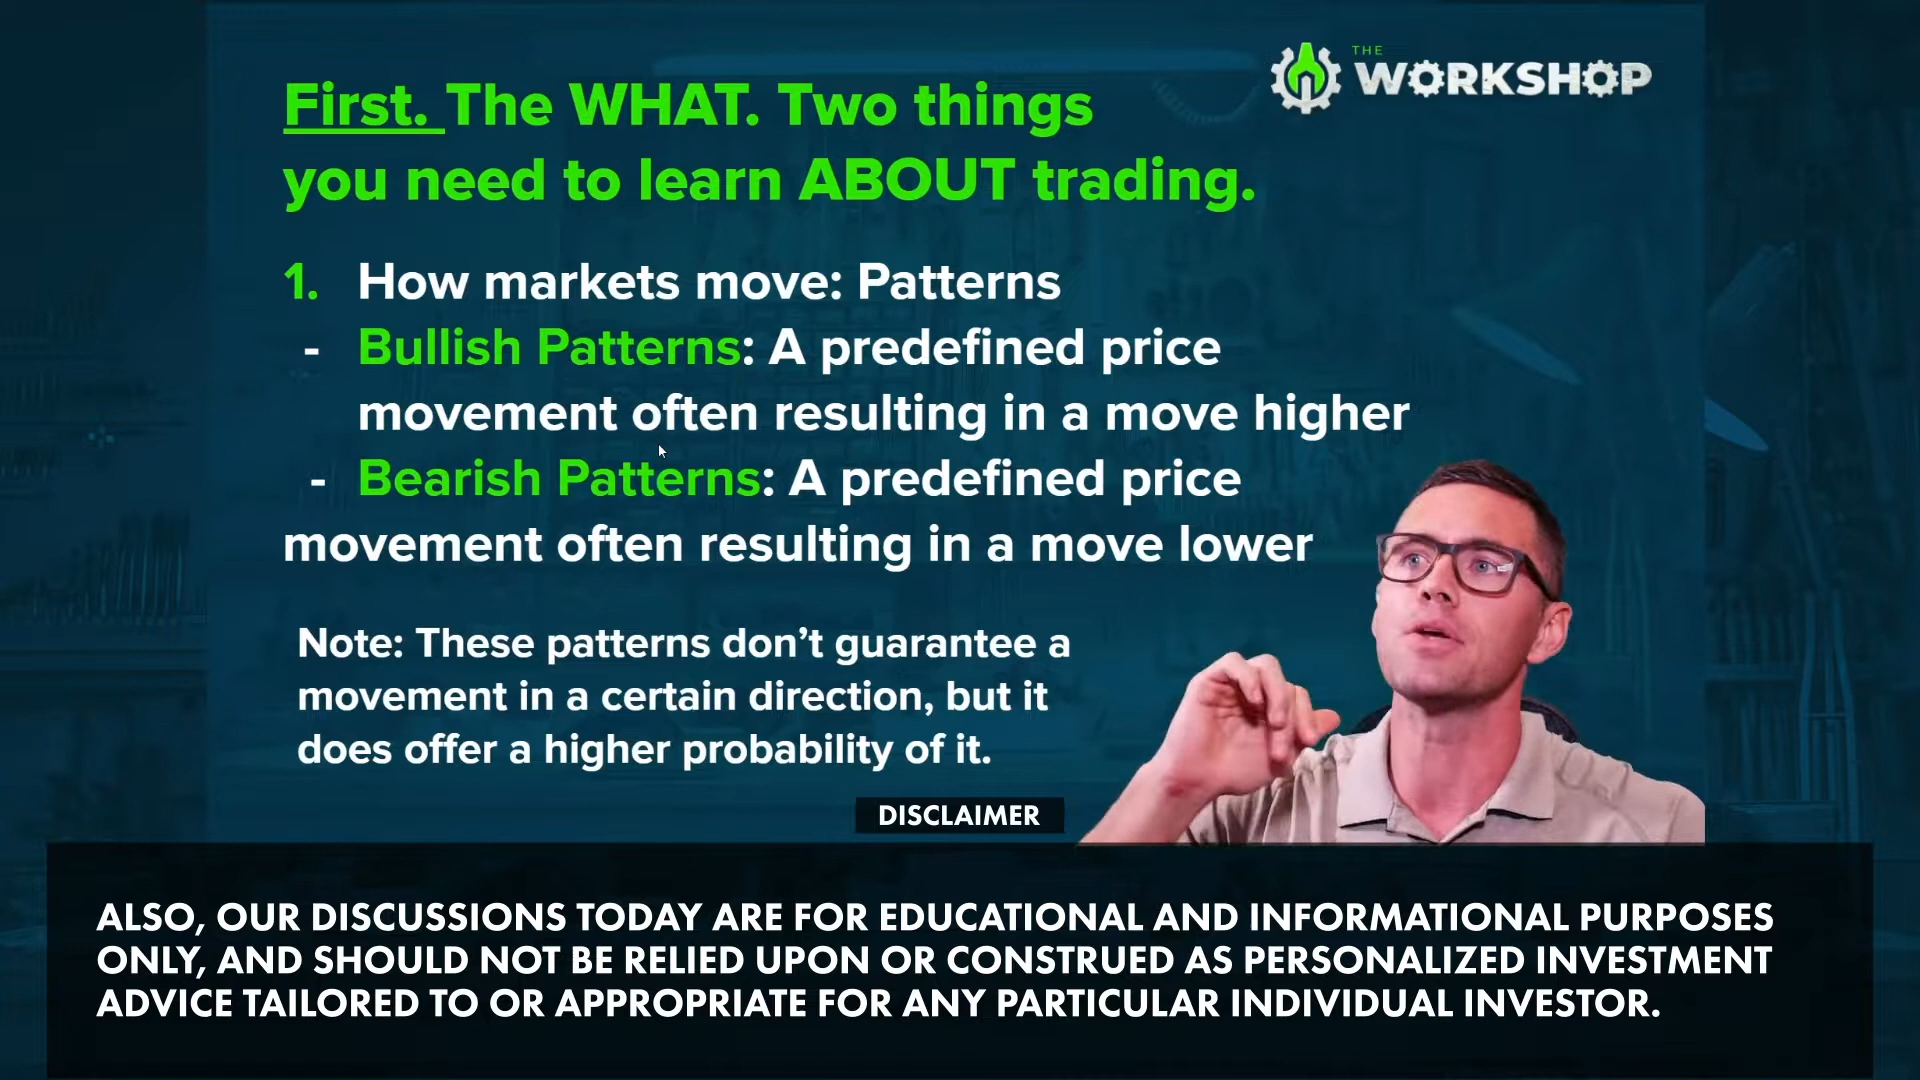 THE
WORKSHOP
First. The WHAT. Two things
you need to learn ABOUT trading.
1. How markets move: Patterns
- Bullish Patterns: A predefined price
movement often resulting in a move higher
- Bearish Patterns: A predefined price
movement often resulting in a move lower
Note: These patterns don’t guarantee a
movement in a certain direction, but it
does offer a higher probability of it.
DISCLAIMER
ALSO, OUR DISCUSSIONS TODAY ARE FOR EDUCATIONAL AND INFORMATIONAL PURPOSES
ONLY, AND SHOULD NOT BE RELIED UPON OR CONSTRUED AS PERSONALIZED INVESTMENT
ADVICE TAILORED TO OR APPROPRIATE FOR ANY PARTICULAR INDIVIDUAL INVESTOR.